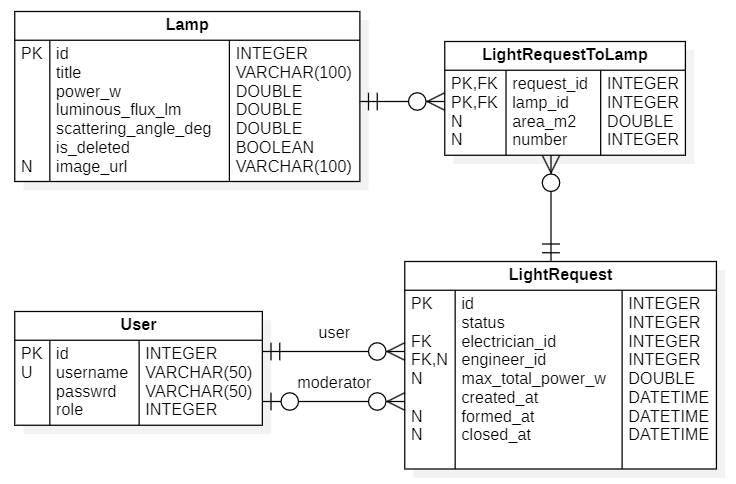 Lamp
PK id INTEGER
title VARCHAR(100)
power_w DOUBLE
luminous_flux_lm DOUBLE
scattering_angle_deg DOUBLE
is_deleted BOOLEAN
N image_url VARCHAR(100)
LightRequestToLamp
PK,FK request_id INTEGER
PK,FK lamp_id INTEGER
N area_m2 DOUBLE
N number INTEGER
User
PK id INTEGER
U username VARCHAR(50)
passwrd VARCHAR(50)
role INTEGER
user
moderator
LightRequest
PK id INTEGER
status INTEGER
FK electrician_id INTEGER
FK,N engineer_id INTEGER
N max_total_power_w DOUBLE
created_at DATETIME
N formed_at DATETIME
N closed_at DATETIME